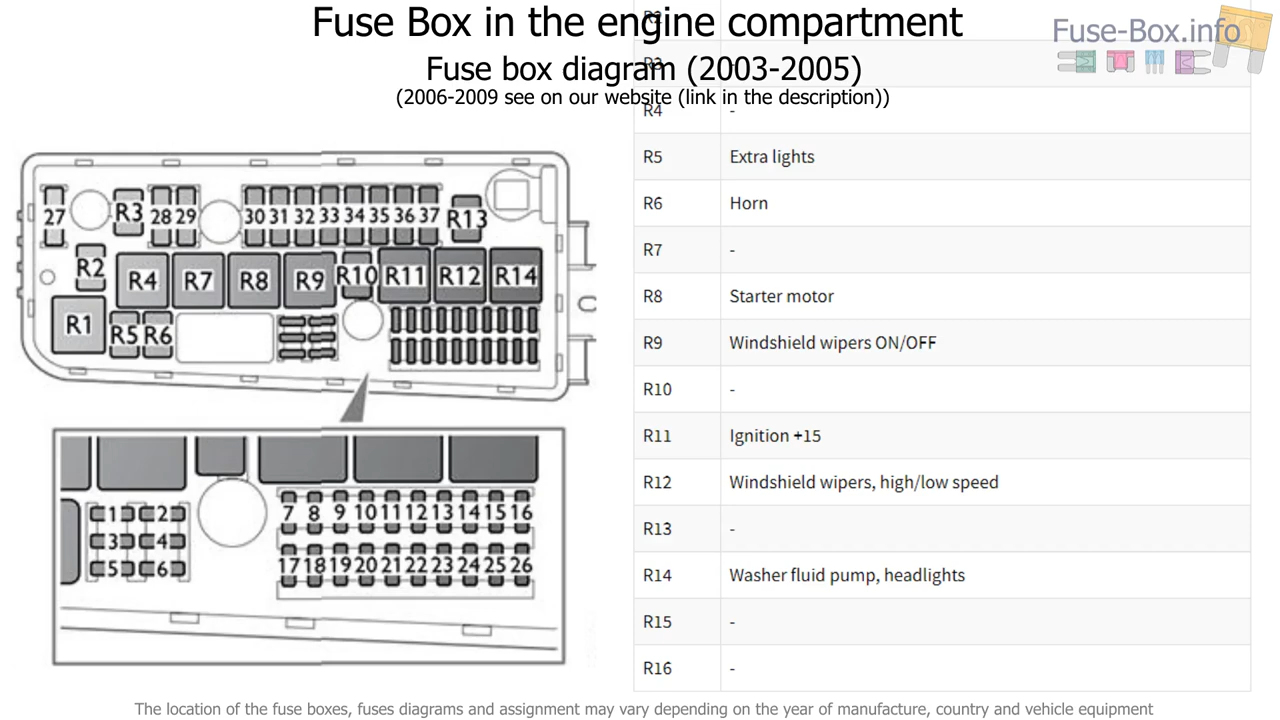 Fuse Box in the engine compartment
Fuse box diagram (2003-2005)
(2006-2009 see on our website (link in the description))
Fuse-Box.info
R2
R3 -
R4 -
R5 Extra lights
R6 Horn
R7 -
R8 Starter motor
R9 Windshield wipers ON/OFF
R10 -
R11 Ignition +15
R12 Windshield wipers, high/low speed
R13 -
R14 Washer fluid pump, headlights
R15 -
R16 -
27 R3 28 29 30 31 32 33 34 35 36 37 R13
R2 R4 R7 R8 R9 R10 R11 R12 R14
R1 R5 R6
1 2 7 8 9 10 11 12 13 14 15 16
3 4
5 6 17 18 19 20 21 22 23 24 25 26
The location of the fuse boxes, fuses diagrams and assignment may vary depending on the year of manufacture, country and vehicle equipment